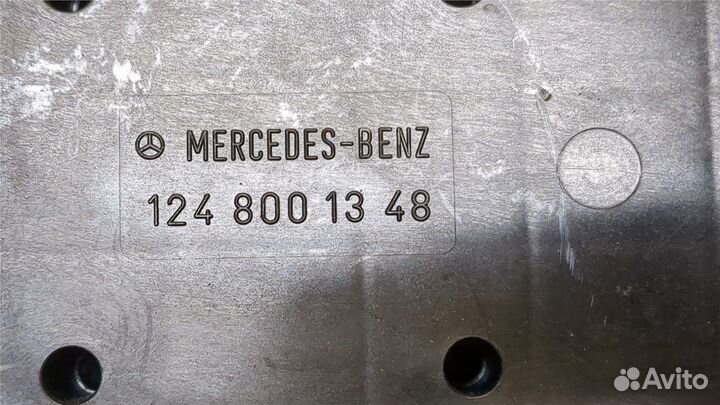 MERCEDES-BENZ
124 800 13 48
Avito